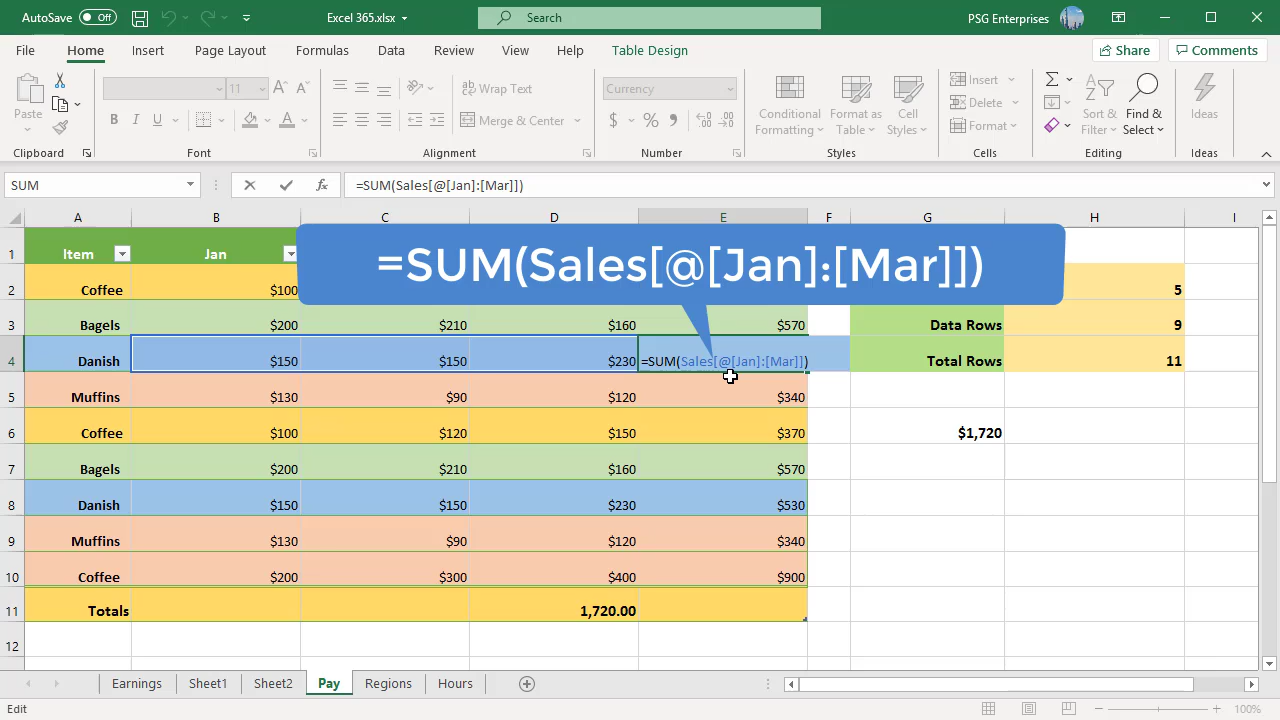 AutoSave Off Excel 365.xlsx Search PSG Enterprises
File Home Insert Page Layout Formulas Data Review View Help Table Design Share Comments
Paste 11 Wrap Text Currency Conditional Format as Cell Insert Sort & Find & Ideas
B I U Merge & Center $ % Formatting Table Styles Delete Filter Select
Format
Clipboard Font Alignment Number Styles Cells Editing Ideas
SUM fx =SUM(Sales[@[Jan]:[Mar]])
A B C D E F G H I
1 Item Jan
=SUM(Sales[@[Jan]:[Mar]])
2 Coffee $100 5
3 Bagels $200 $210 $160 $570 Data Rows 9
4 Danish $150 $150 $230 =SUM(Sales[@[Jan]:[Mar]]) Total Rows 11
5 Muffins $130 $90 $120 $340
6 Coffee $100 $120 $150 $370 $1,720
7 Bagels $200 $210 $160 $570
8 Danish $150 $150 $230 $530
9 Muffins $130 $90 $120 $340
10 Coffee $200 $300 $400 $900
11 Totals 1,720.00
12
Earnings Sheet1 Sheet2 Pay Regions Hours
Edit 100%